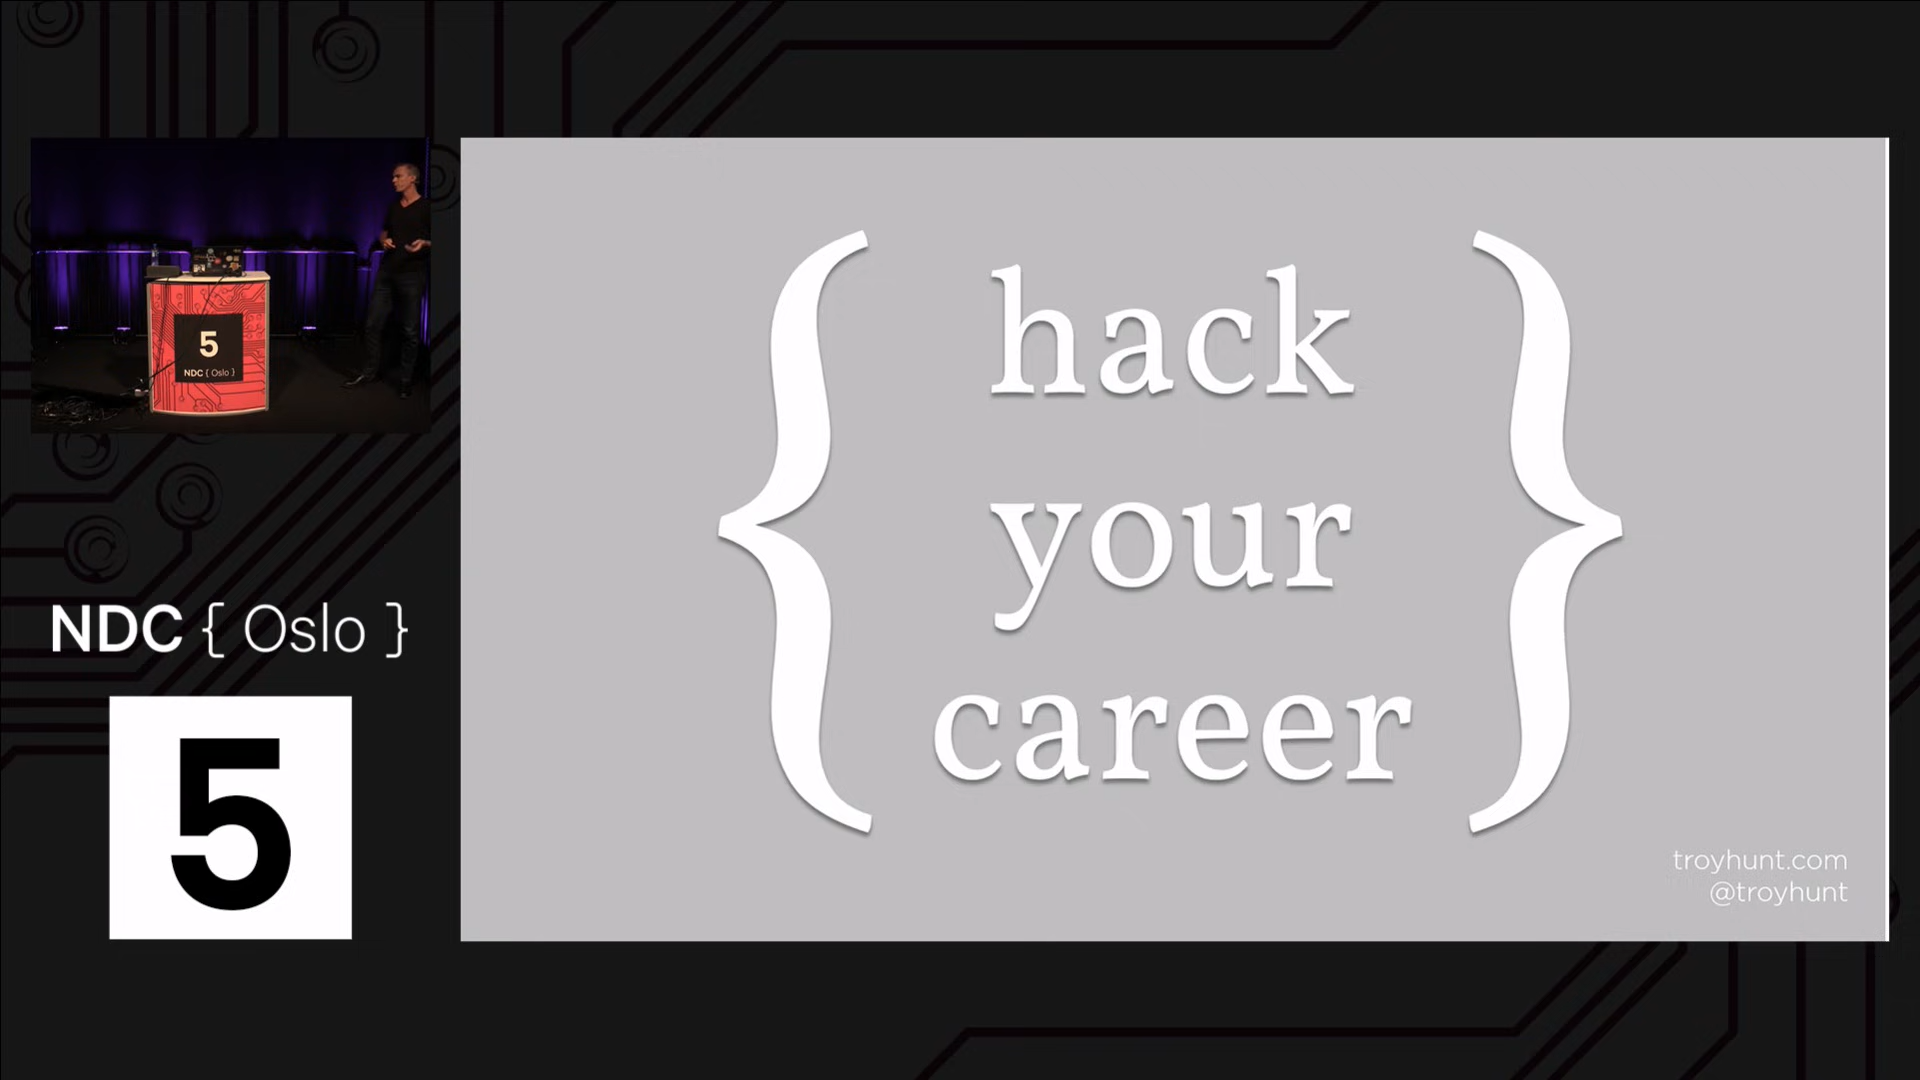 5
NDC { Oslo }
NDC { Oslo }
5
{ hack
your
career }
troyhunt.com
@troyhunt